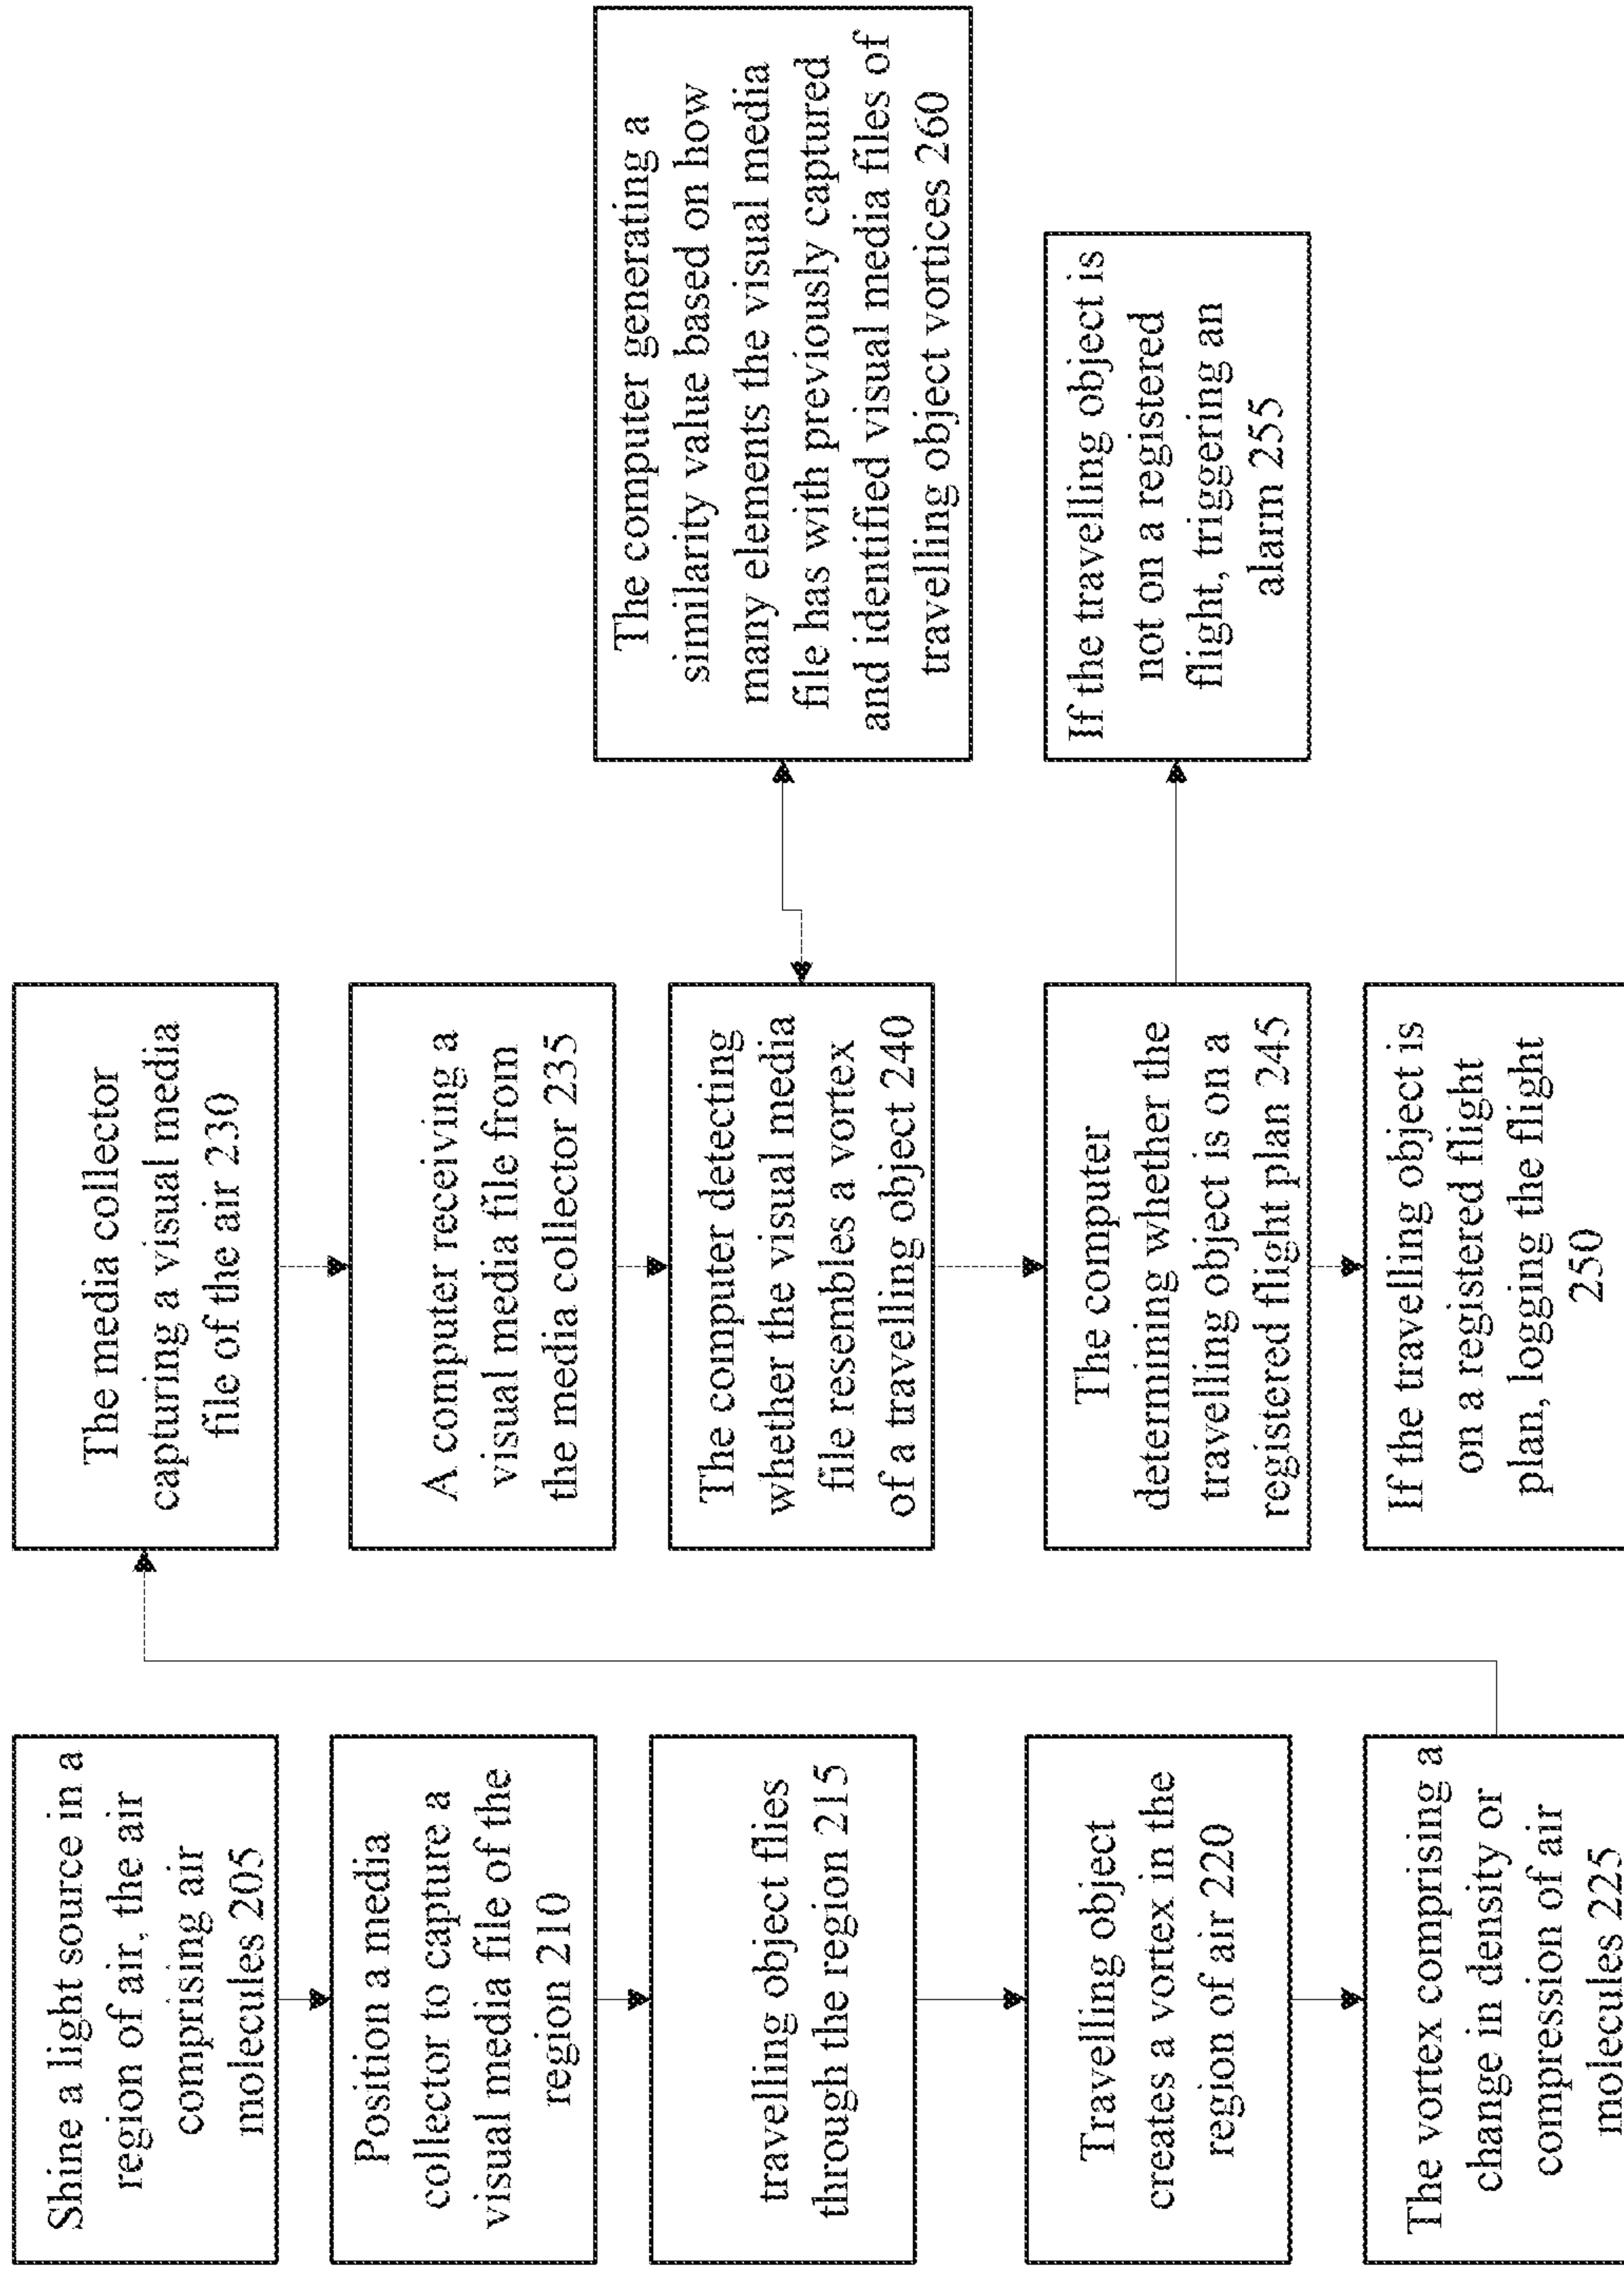 Shine a light source in a
region of air, the air
comprising air
molecules 205
Position a media
collector to capture a
visual media file of the
region 210
travelling object flies
through the region 215
Travelling object
creates a vortex in the
region of air 220
The vortex comprising a
change in density or
compression of air
molecules 225
The media collector
capturing a visual media
file of the air 230
A computer receiving a
visual media file from
the media collector 235
The computer detecting
whether the visual media
file resembles a vortex
of a travelling object 240
The computer
determining whether the
travelling object is on a
registered flight plan 245
If the travelling object is
on a registered flight
plan, logging the flight
250
The computer generating a
similarity value based on how
many elements the visual media
file has with previously captured
and identified visual media files of
travelling object vortices 260
If the travelling object is
not on a registered
flight, triggering an
alarm 255